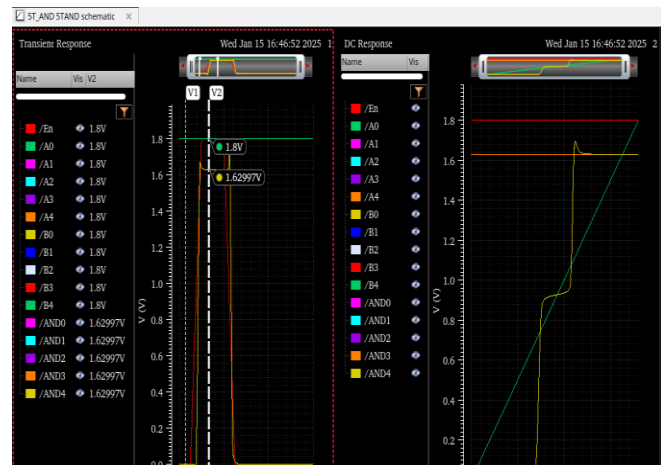 5T_AND 5TAND schematic ×
Transient Response
Wed Jan 15 16:46:52 2025 1
Name Vis V2
/En 1.8V
/A0 1.8V
/A1 1.8V
/A2 1.8V
/A3 1.8V
/A4 1.8V
/B0 1.8V
/B1 1.8V
/B2 1.8V
/B3 1.8V
/B4 1.8V
/AND0 1.62997V
/AND1 1.62997V
/AND2 1.62997V
/AND3 1.62997V
/AND4 1.62997V
V1 V2
1.8V
1.62997V
V (V)
1.8
1.6
1.4
1.2
1.0
0.8
0.6
0.4
0.2
0.0
DC Response
Wed Jan 15 16:46:52 2025 2
Name Vis
/En
/A0
/A1
/A2
/A3
/A4
/B0
/B1
/B2
/B3
/B4
/AND0
/AND1
/AND2
/AND3
/AND4
V (V)
1.8
1.6
1.4
1.2
1.0
0.8
0.6
0.4
0.2